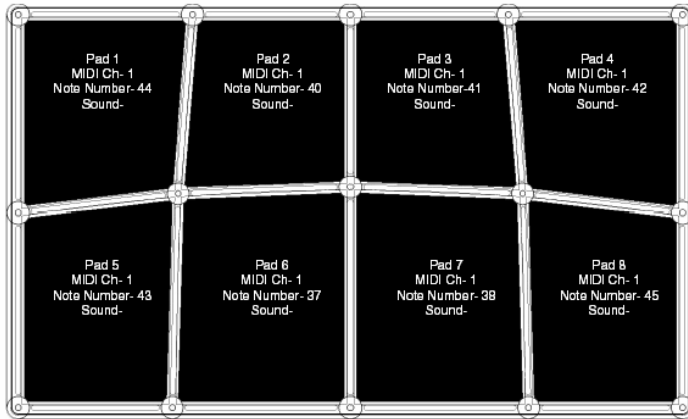 Pad 1
MIDI Ch- 1
Note Number- 44
Sound-
Pad 2
MIDI Ch- 1
Note Number- 40
Sound-
Pad 3
MIDI Ch- 1
Note Number-41
Sound-
Pad 4
MIDI Ch- 1
Note Number- 42
Sound-
Pad 5
MIDI Ch- 1
Note Number- 43
Sound-
Pad 6
MIDI Ch- 1
Note Number- 37
Sound-
Pad 7
MIDI Ch- 1
Note Number- 38
Sound-
Pad 8
MIDI Ch- 1
Note Number- 45
Sound-